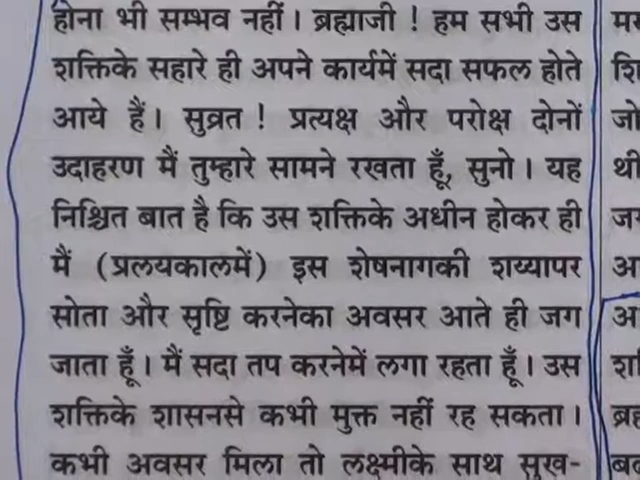 होना भी सम्भव नहीं। ब्रह्माजी ! हम सभी उस
शक्तिके सहारे ही अपने कार्यमें सदा सफल होते
आये हैं। सुव्रत ! प्रत्यक्ष और परोक्ष दोनों
उदाहरण मैं तुम्हारे सामने रखता हूँ, सुनो। यह
निश्चित बात है कि उस शक्तिके अधीन होकर ही
मैं (प्रलयकालमें) इस शेषनागकी शय्यापर
सोता और सृष्टि करनेका अवसर आते ही जग
जाता हूँ। मैं सदा तप करनेमें लगा रहता हूँ। उस
शक्तिके शासनसे कभी मुक्त नहीं रह सकता।
कभी अवसर मिला तो लक्ष्मीके साथ सुख-